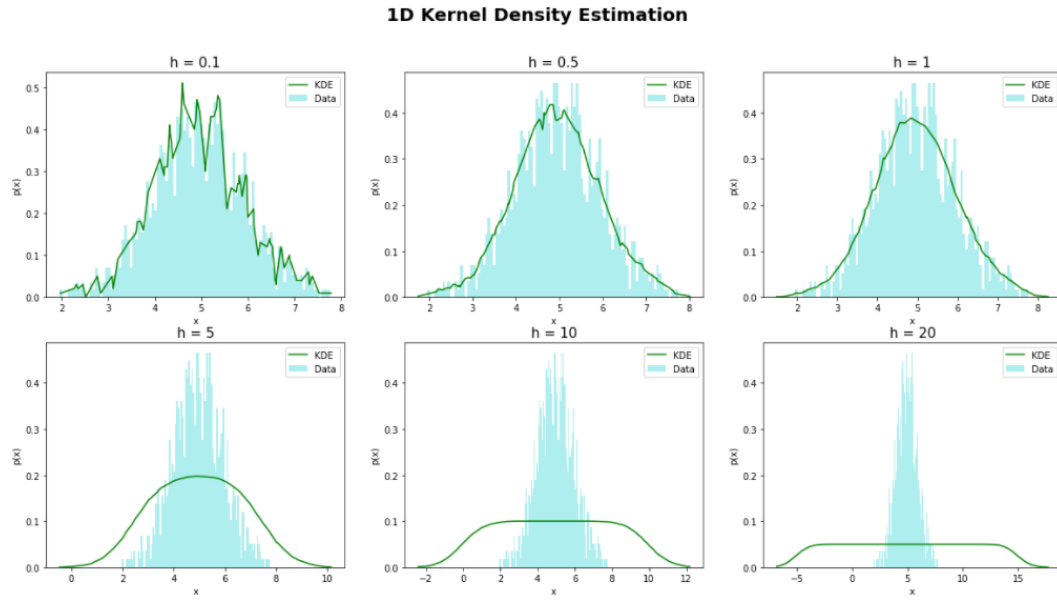 1D Kernel Density Estimation
h = 0.1
KDE
Data
0.5
0.4
0.3
0.2
0.1
0.0
p(x)
2 3 4 5 6 7 8
x
h = 0.5
KDE
Data
0.4
0.3
0.2
0.1
0.0
p(x)
2 3 4 5 6 7 8
x
h = 1
KDE
Data
0.4
0.3
0.2
0.1
0.0
p(x)
2 3 4 5 6 7 8
x
h = 5
KDE
Data
0.4
0.3
0.2
0.1
0.0
p(x)
0 2 4 6 8 10
x
h = 10
KDE
Data
0.4
0.3
0.2
0.1
0.0
p(x)
−2 0 2 4 6 8 10 12
x
h = 20
KDE
Data
0.4
0.3
0.2
0.1
0.0
p(x)
−5 0 5 10 15
x